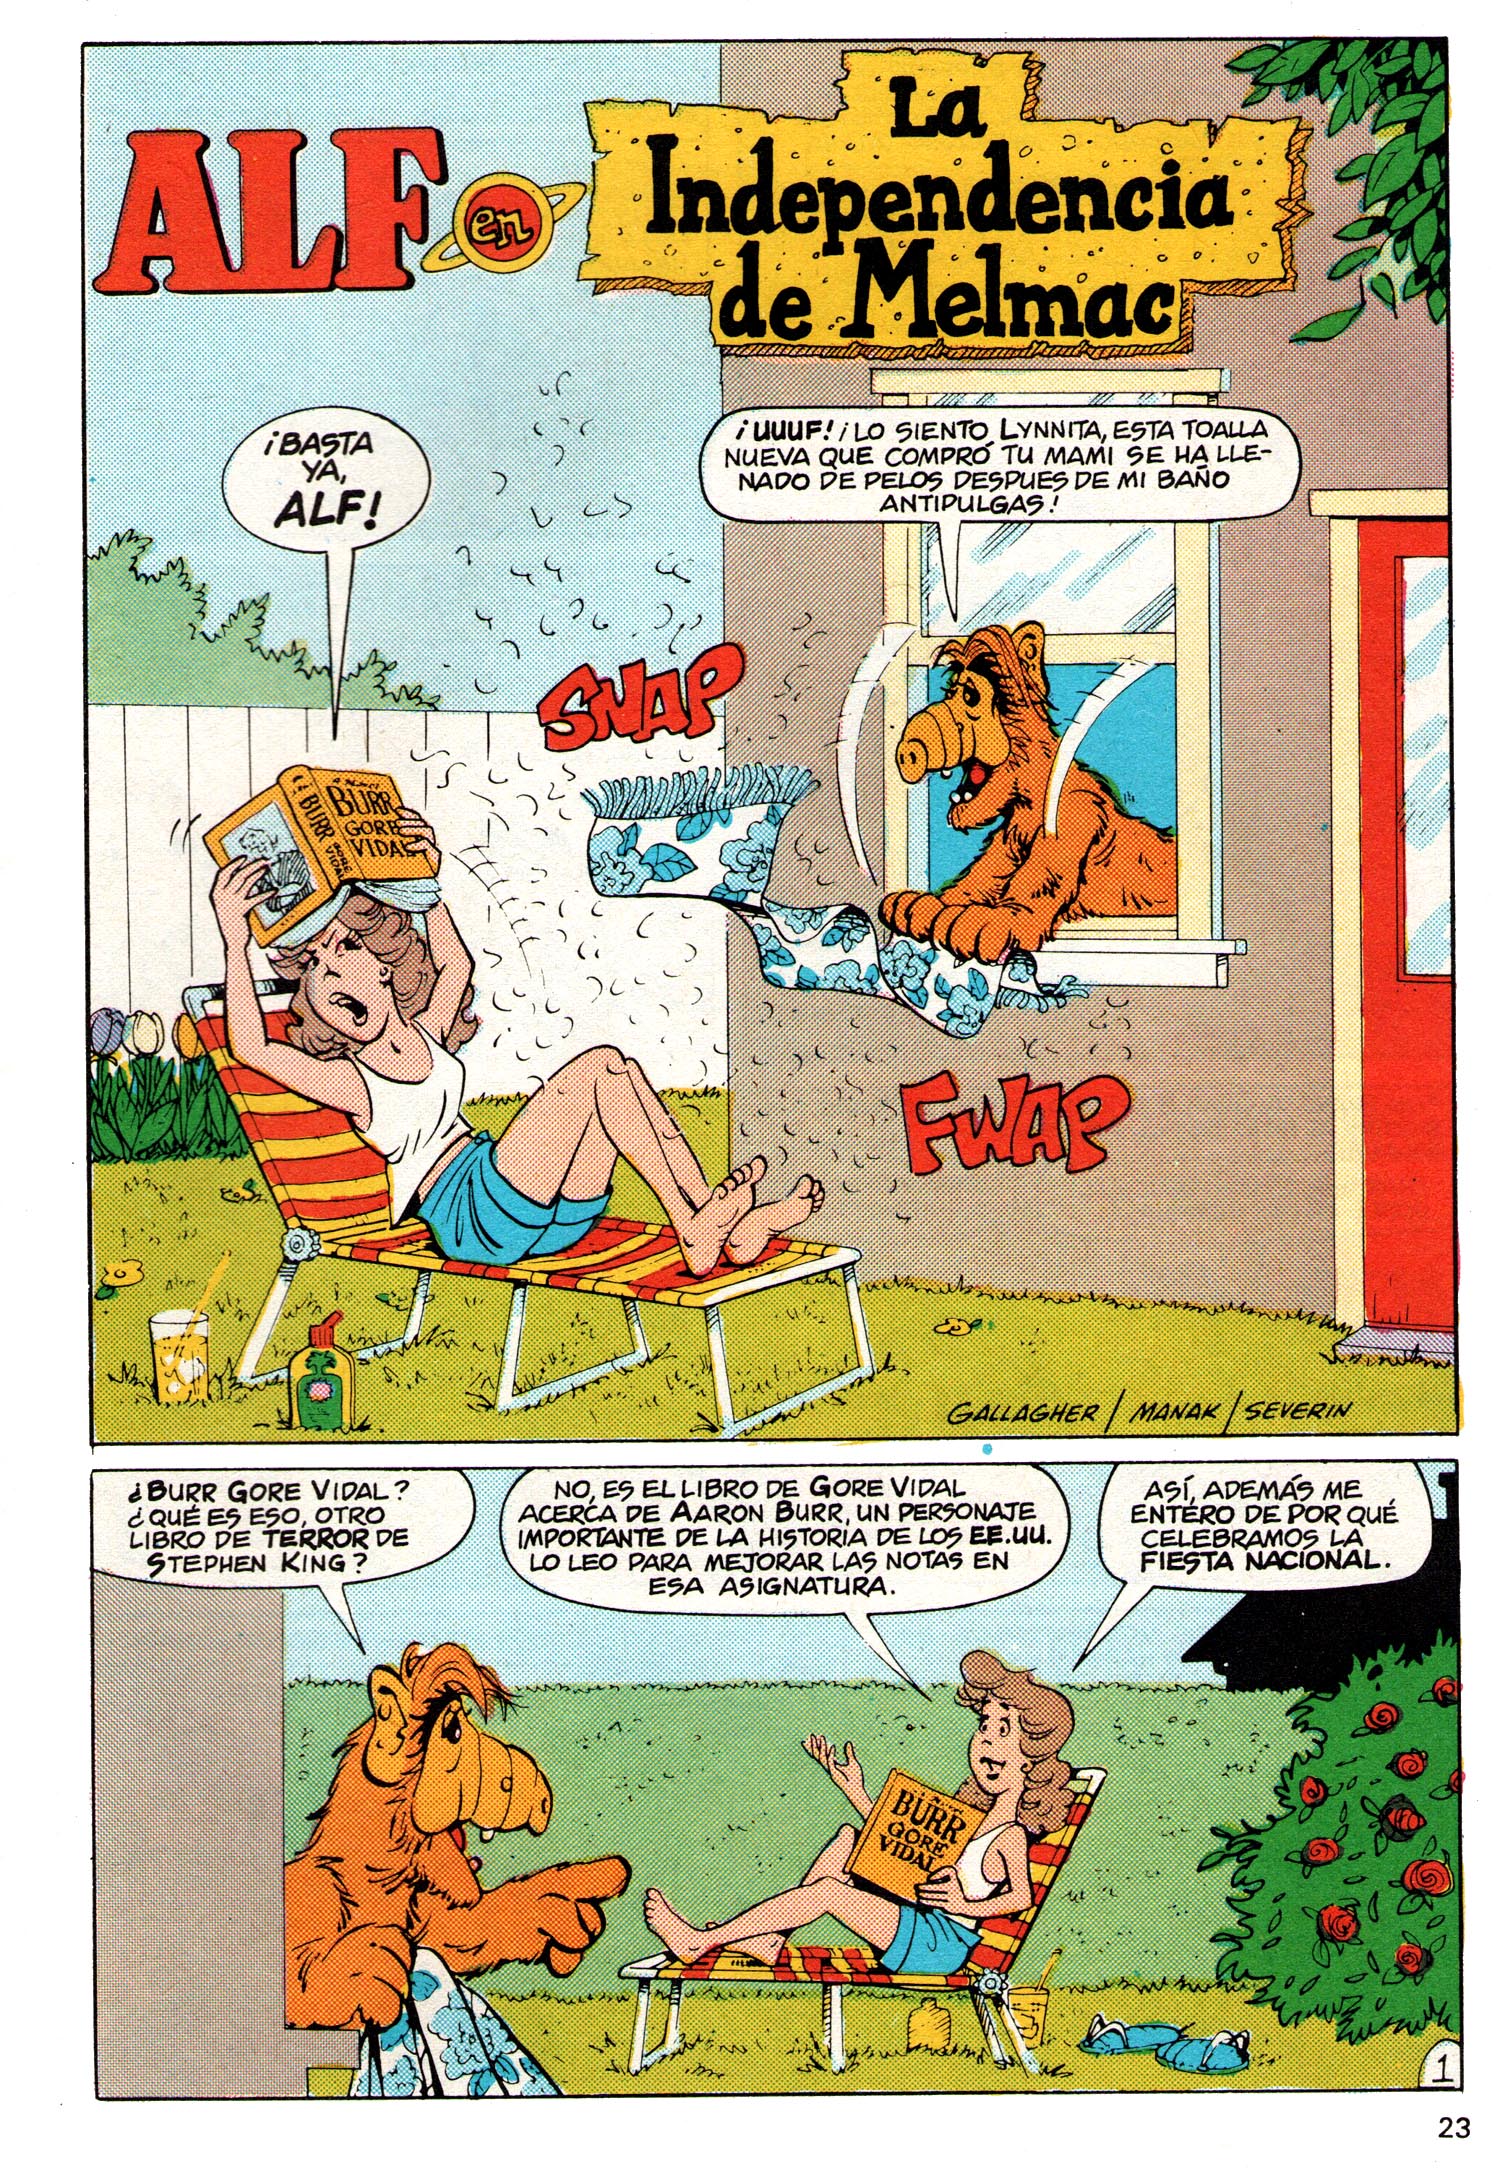 ALF
en
La
Independencia
de Melmac
¡BASTA
YA,
ALF!
¡UUUF! ¡LO SIENTO LYNNITA, ESTA TOALLA
NUEVA QUE COMPRÓ TU MAMI SE HA LLE-
NADO DE PELOS DESPUES DE MI BAÑO
ANTIPULGAS!
SNAP
BURR
GORE
VIDAL
BURR
GORE
VIDAL
FWAP
GALLAGHER / MANAK / SEVERIN
¿BURR GORE VIDAL?
¿QUÉ ES ESO, OTRO
LIBRO DE TERROR DE
STEPHEN KING?
NO, ES EL LIBRO DE GORE VIDAL
ACERCA DE AARON BURR, UN PERSONAJE
IMPORTANTE DE LA HISTORIA DE LOS EE.UU.
LO LEO PARA MEJORAR LAS NOTAS EN
ESA ASIGNATURA.
ASÍ, ADEMÁS ME
ENTERO DE POR QUÉ
CELEBRAMOS LA
FIESTA NACIONAL.
BURR
GORE
VIDAL
1
23